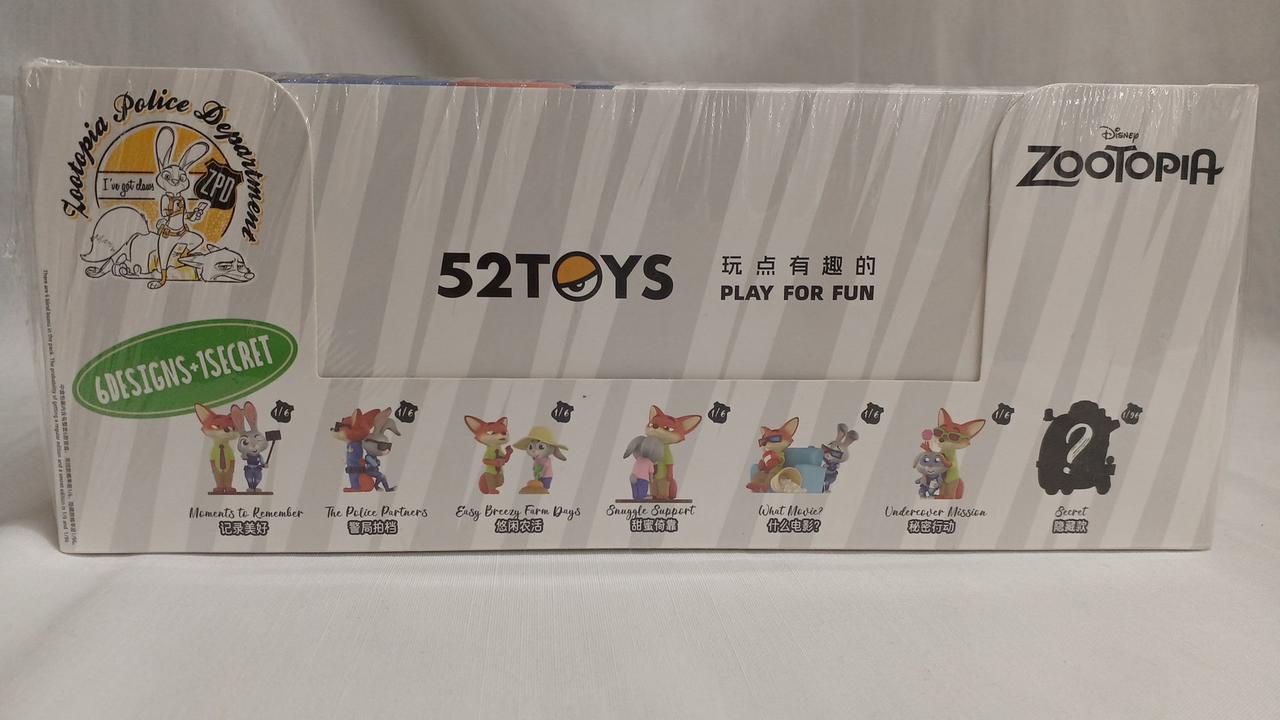 Zootopia Police Department
I've got claws
ZPD
Disney
ZOOTOPIA
52TOYS
玩点有趣的
PLAY FOR FUN
6DESIGNS+1SECRET
1/6
1/6
1/6
1/6
1/6
1/6
1/96
?
Moments to Remember
记录美好
The Police Partners
警局拍档
Easy Breezy Farm Days
悠闲农活
Snuggle Support
甜蜜倚靠
What Movie?
什么电影?
Undercover Mission
秘密行动
Secret
隐藏款